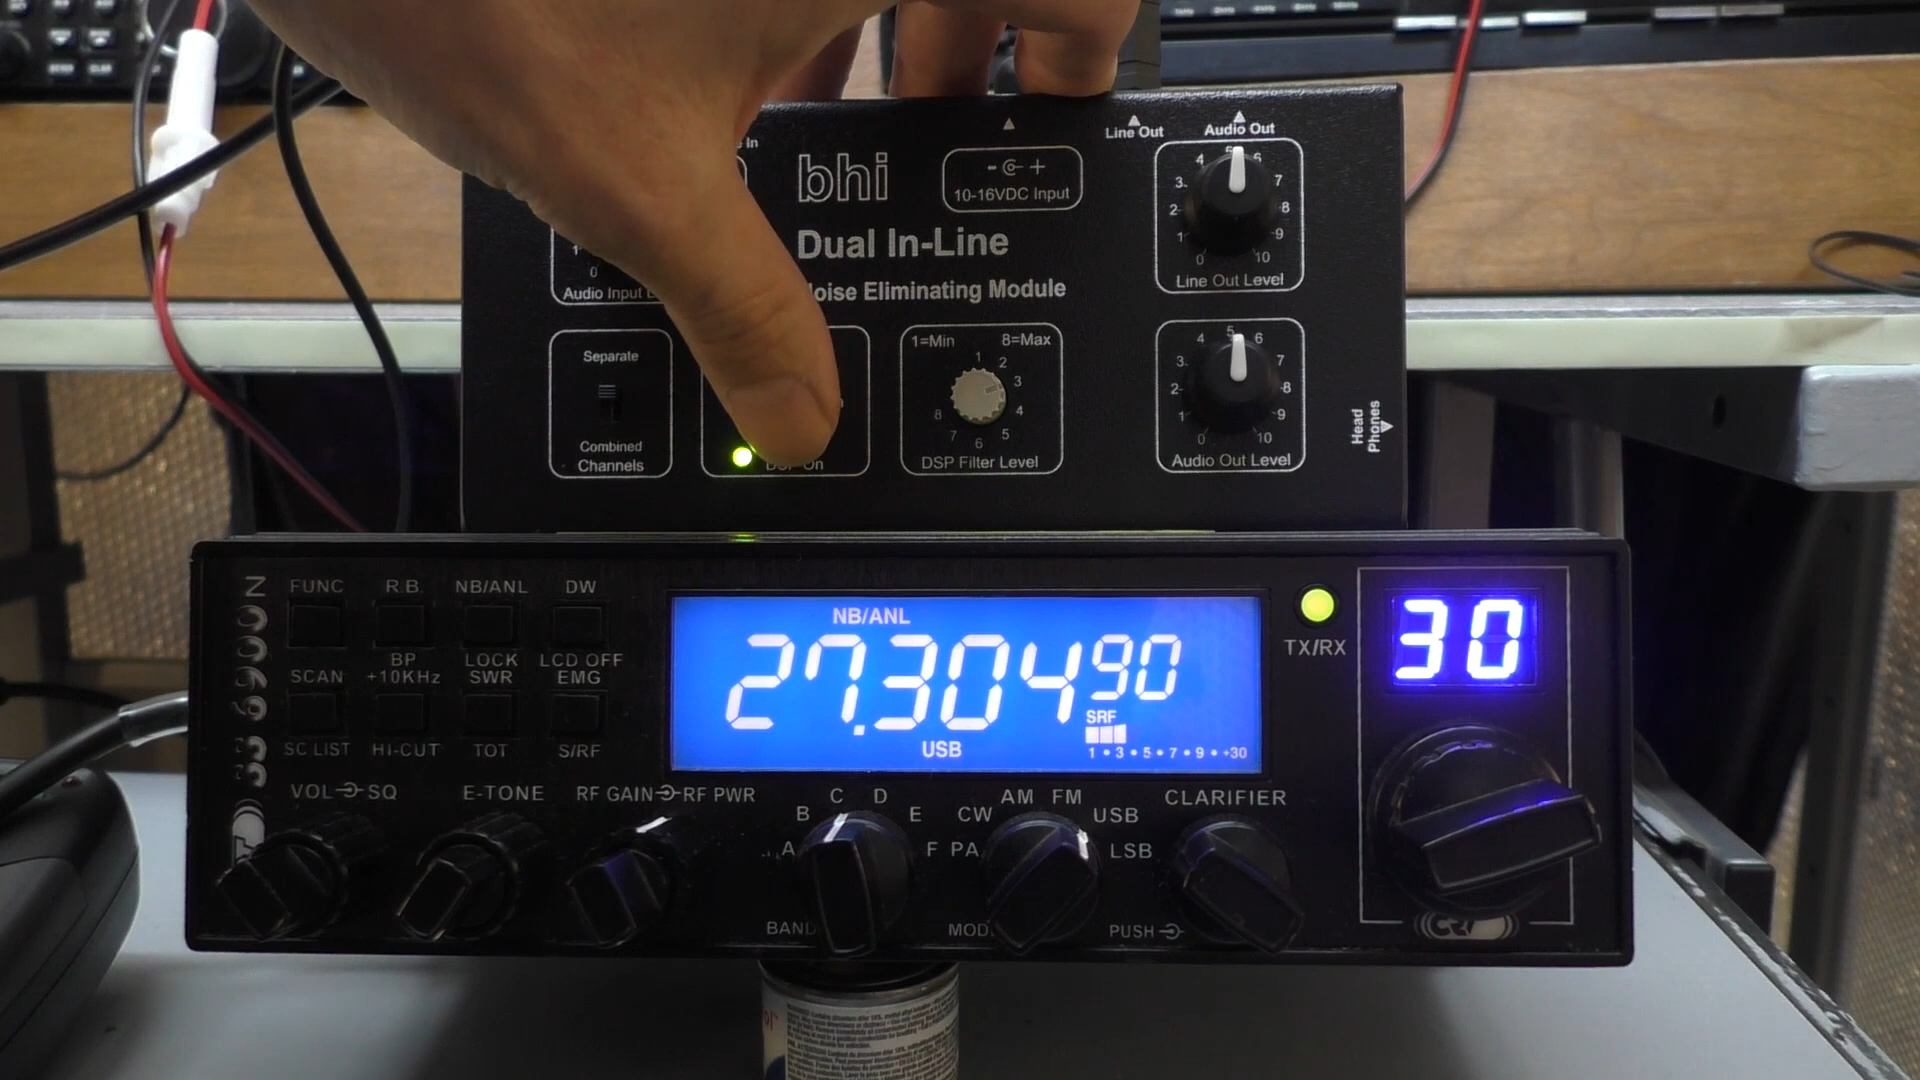 Line Out
Audio Out
e In
bhi
10-16VDC Input
4 5 6
3 7
2 8
1 9
0 10
Line Out Level
Dual In-Line
oise Eliminating Module
1
0
Audio Input L
Separate
Combined
Channels
DSP On
1=Min 8=Max
1 2 3 4 5 6 7 8
DSP Filter Level
4 5 6
3 7
2 8
1 9
0 10
Audio Out Level
Head
Phones
SS 6900 N
FUNC R.B. NB/ANL DW
SCAN BP +10KHz LOCK SWR LCD OFF EMG
SC LIST HI-CUT TOT S/RF
NB/ANL
27.30490
SRF
USB
1 • 3 • 5 • 7 • 9 • +30
TX/RX
30
VOL SQ
E-TONE
RF GAIN RF PWR
A B C D E F
BAND
PA CW AM FM USB LSB
MOD
CLARIFIER
PUSH
CRT